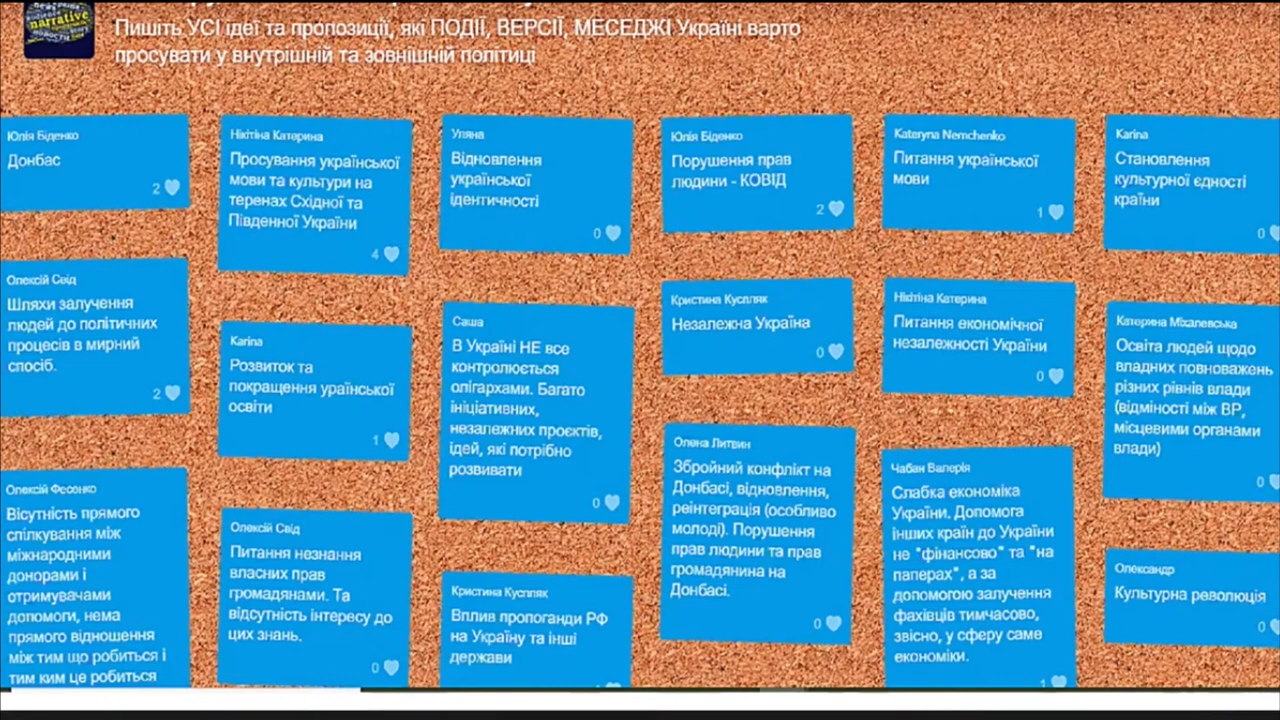 narrative
Пишіть УСІ ідеї та пропозиції, які ПОДІЇ, ВЕРСІЇ, МЕСЕДЖІ Україні варто
просувати у внутрішній та зовнішній політиці
Юлія Біденко
Донбас
2
Олексій Свід
Шляхи залучення
людей до політичних
процесів в мирний
спосіб.
2
Олексій Фесенко
Вісутність прямого
спілкування між
міжнародними
донорами і
отримувачами
допомоги, нема
прямого відношення
між тим що робиться і
тим ким це робиться
Нікітіна Катерина
Просування української
мови та культури на
теренах Східної та
Південної України
4
Karina
Розвиток та
покращення ураїнської
освіти
1
Олексій Свід
Питання незнання
власних прав
громадянами. Та
відсутність інтересу до
цих знань.
0
Уляна
Відновлення
української
ідентичності
0
Саша
В Україні НЕ все
контролюється
олігархами. Багато
ініціативних,
незалежних проєктів,
ідей, які потрібно
розвивати
0
Кристина Куспляк
Вплив пропоганди РФ
на Україну та інші
держави
Юлія Біденко
Порушення прав
людини - КОВІД
2
Кристина Куспляк
Незалежна Україна
0
Олена Литвин
Збройний конфлікт на
Донбасі, відновлення,
реінтеграція (особливо
молоді). Порушення
прав людини та прав
громадянина на
Донбасі.
0
Kateryna Nemchenko
Питання української
мови
1
Нікітіна Катерина
Питання економічної
незалежності України
0
Чабан Валерія
Слабка економіка
України. Допомога
інших країн до України
не "фінансово" та "на
паперах", а за
допомогою залучення
фахівців тимчасово,
звісно, у сферу саме
економіки.
1
Karina
Становлення
культурної єдності
країни
0
Катерина Міхалевська
Освіта людей щодо
владних повноважень
різних рівнів влади
(відміності між ВР,
місцевими органами
влади)
0
Олександр
Культурна революція
0